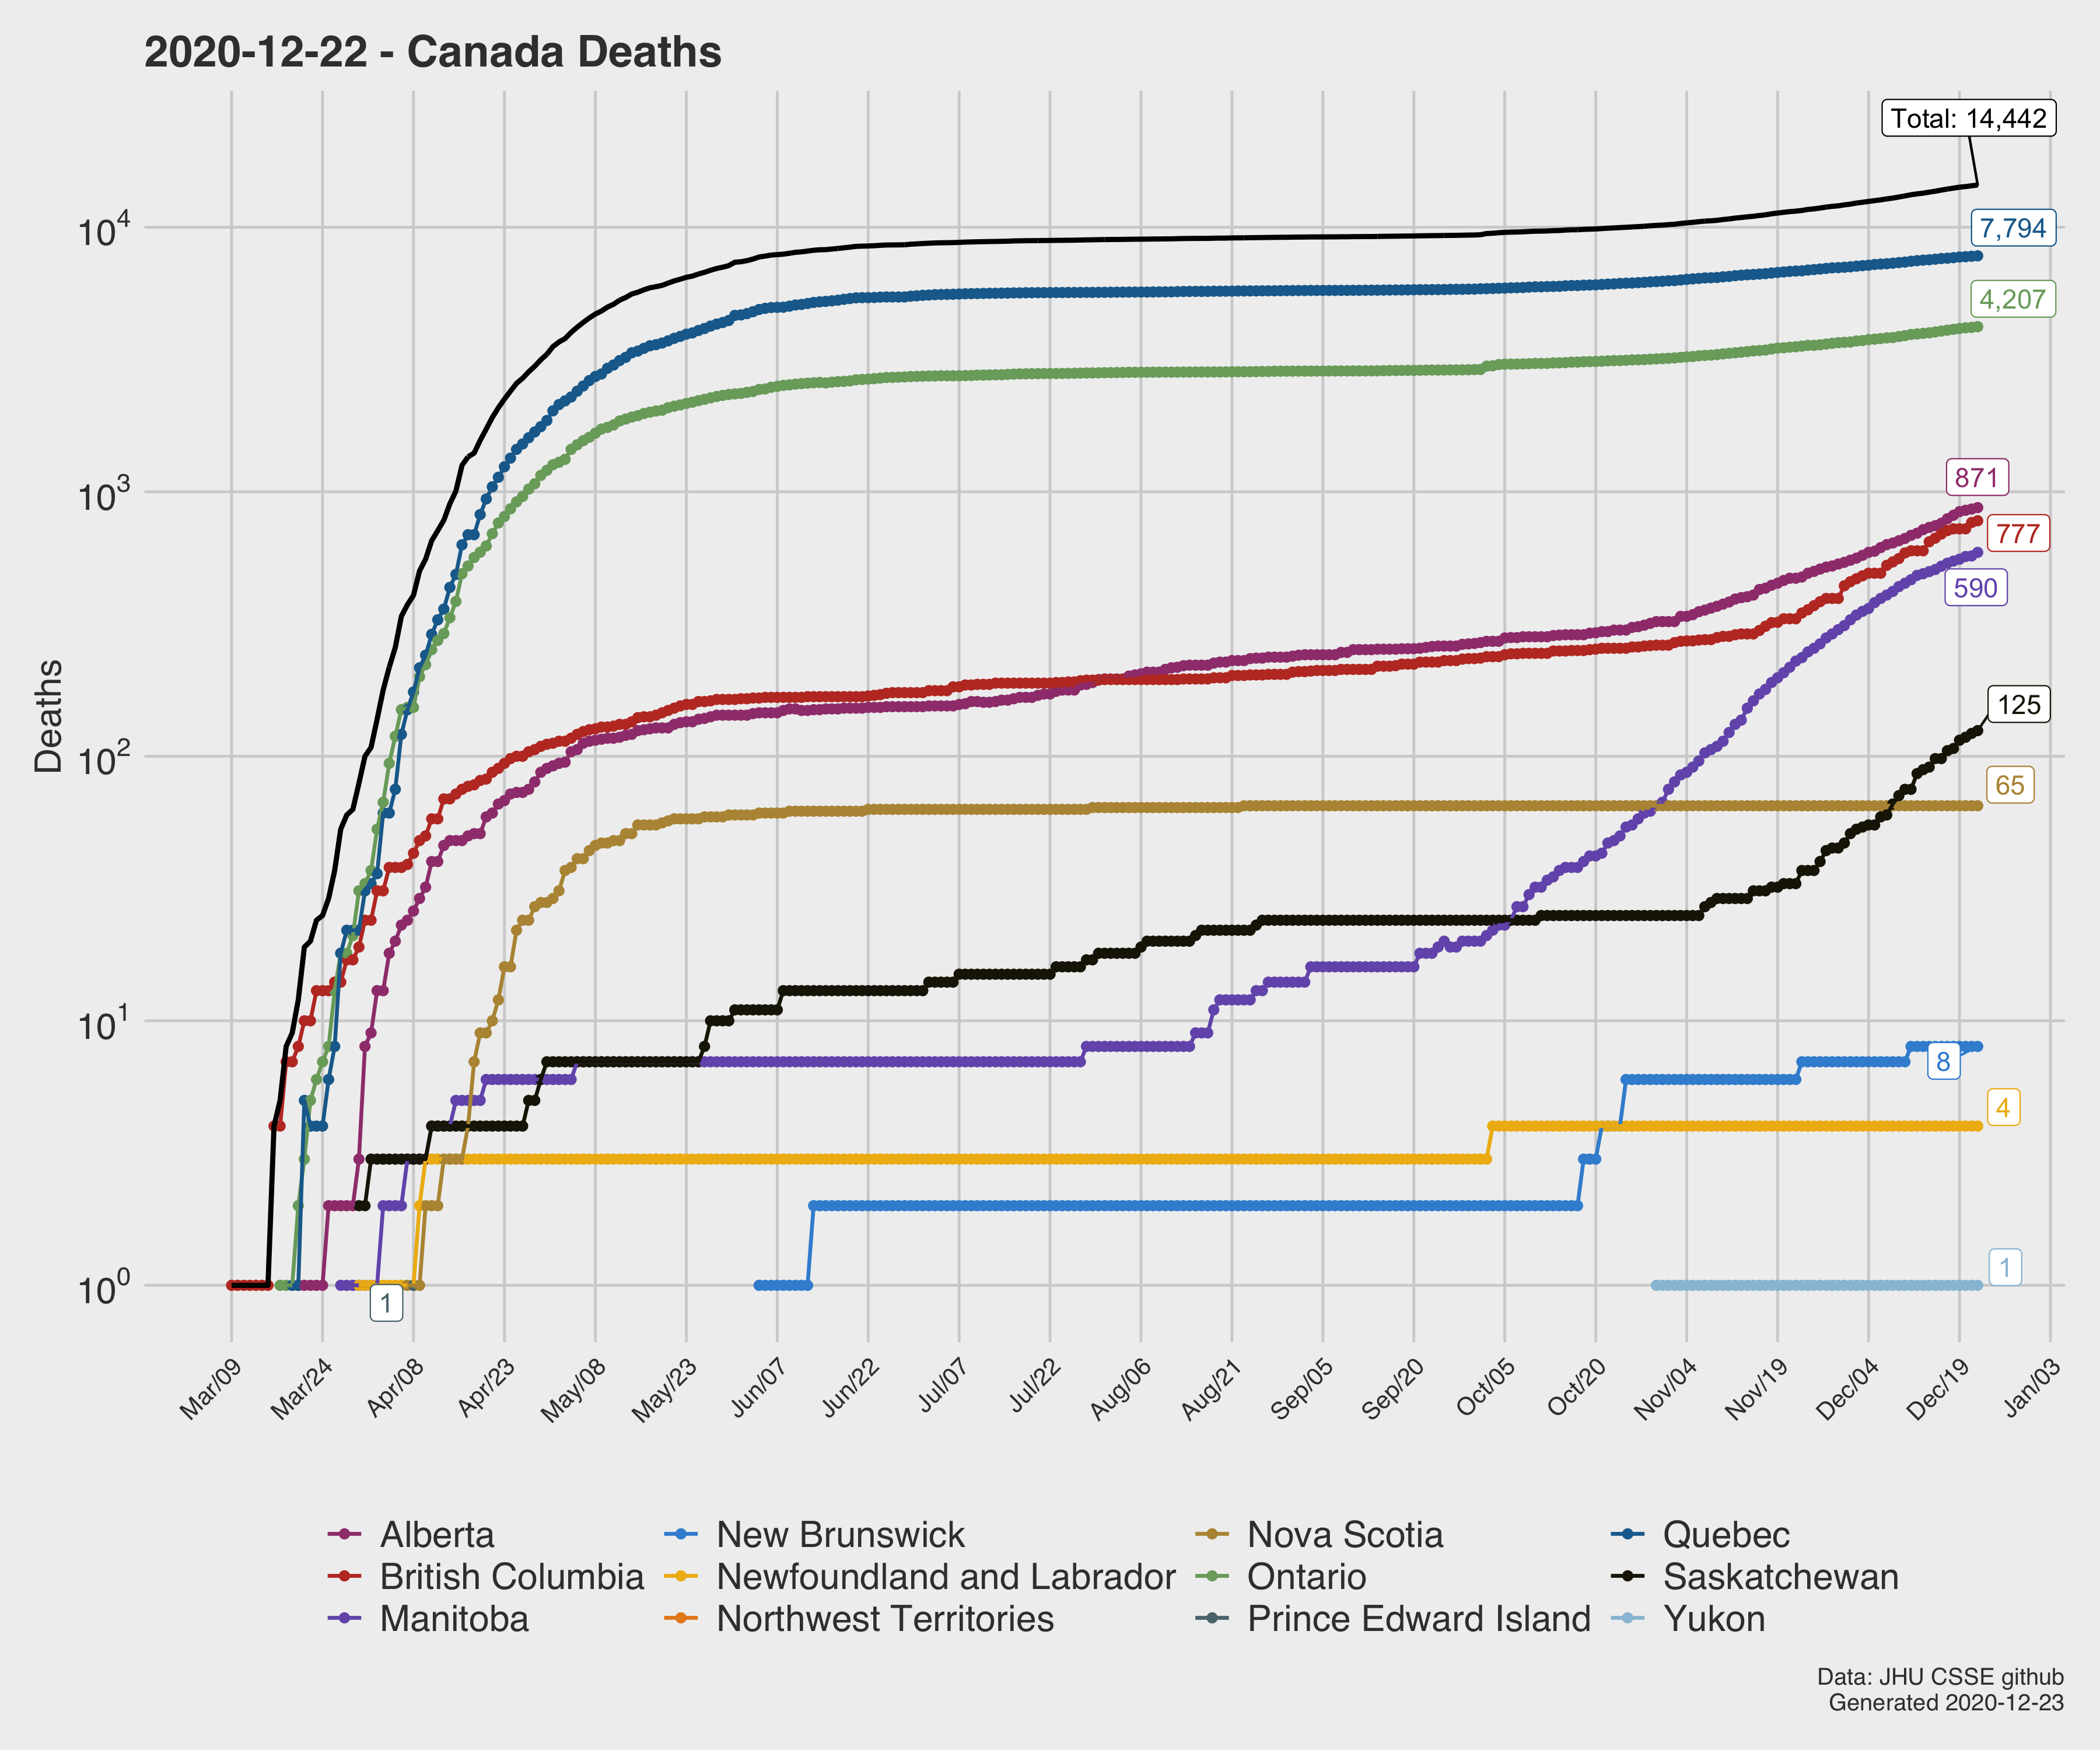 2020-12-22 - Canada Deaths
Total: 14,442
7,794
4,207
871
777
590
125
65
8
4
1
1
10^4
10^3
10^2
10^1
10^0
Deaths
Mar/09
Mar/24
Apr/08
Apr/23
May/08
May/23
Jun/07
Jun/22
Jul/07
Jul/22
Aug/06
Aug/21
Sep/05
Sep/20
Oct/05
Oct/20
Nov/04
Nov/19
Dec/04
Dec/19
Jan/03
Alberta
New Brunswick
Nova Scotia
Quebec
British Columbia
Newfoundland and Labrador
Ontario
Saskatchewan
Manitoba
Northwest Territories
Prince Edward Island
Yukon
Data: JHU CSSE github
Generated 2020-12-23